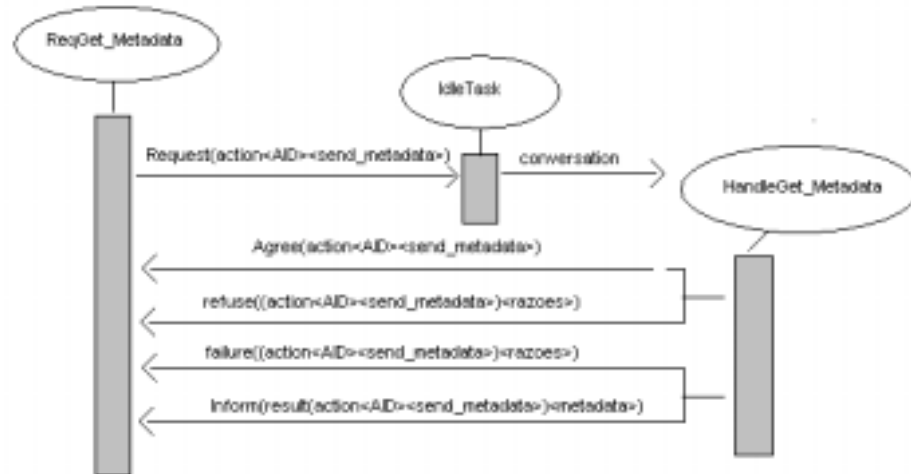 ReqGet_Metadata
IdleTask
Request(action<AID><send_metadata>)
conversation
HandleGet_Metadata
Agree(action<AID><send_metadata>)
refuse((action<AID><send_metadata>)<razoes>)
failure((action<AID><send_metadata>)<razoes>)
Inform(result(action<AID><send_metadata>)<metadata>)